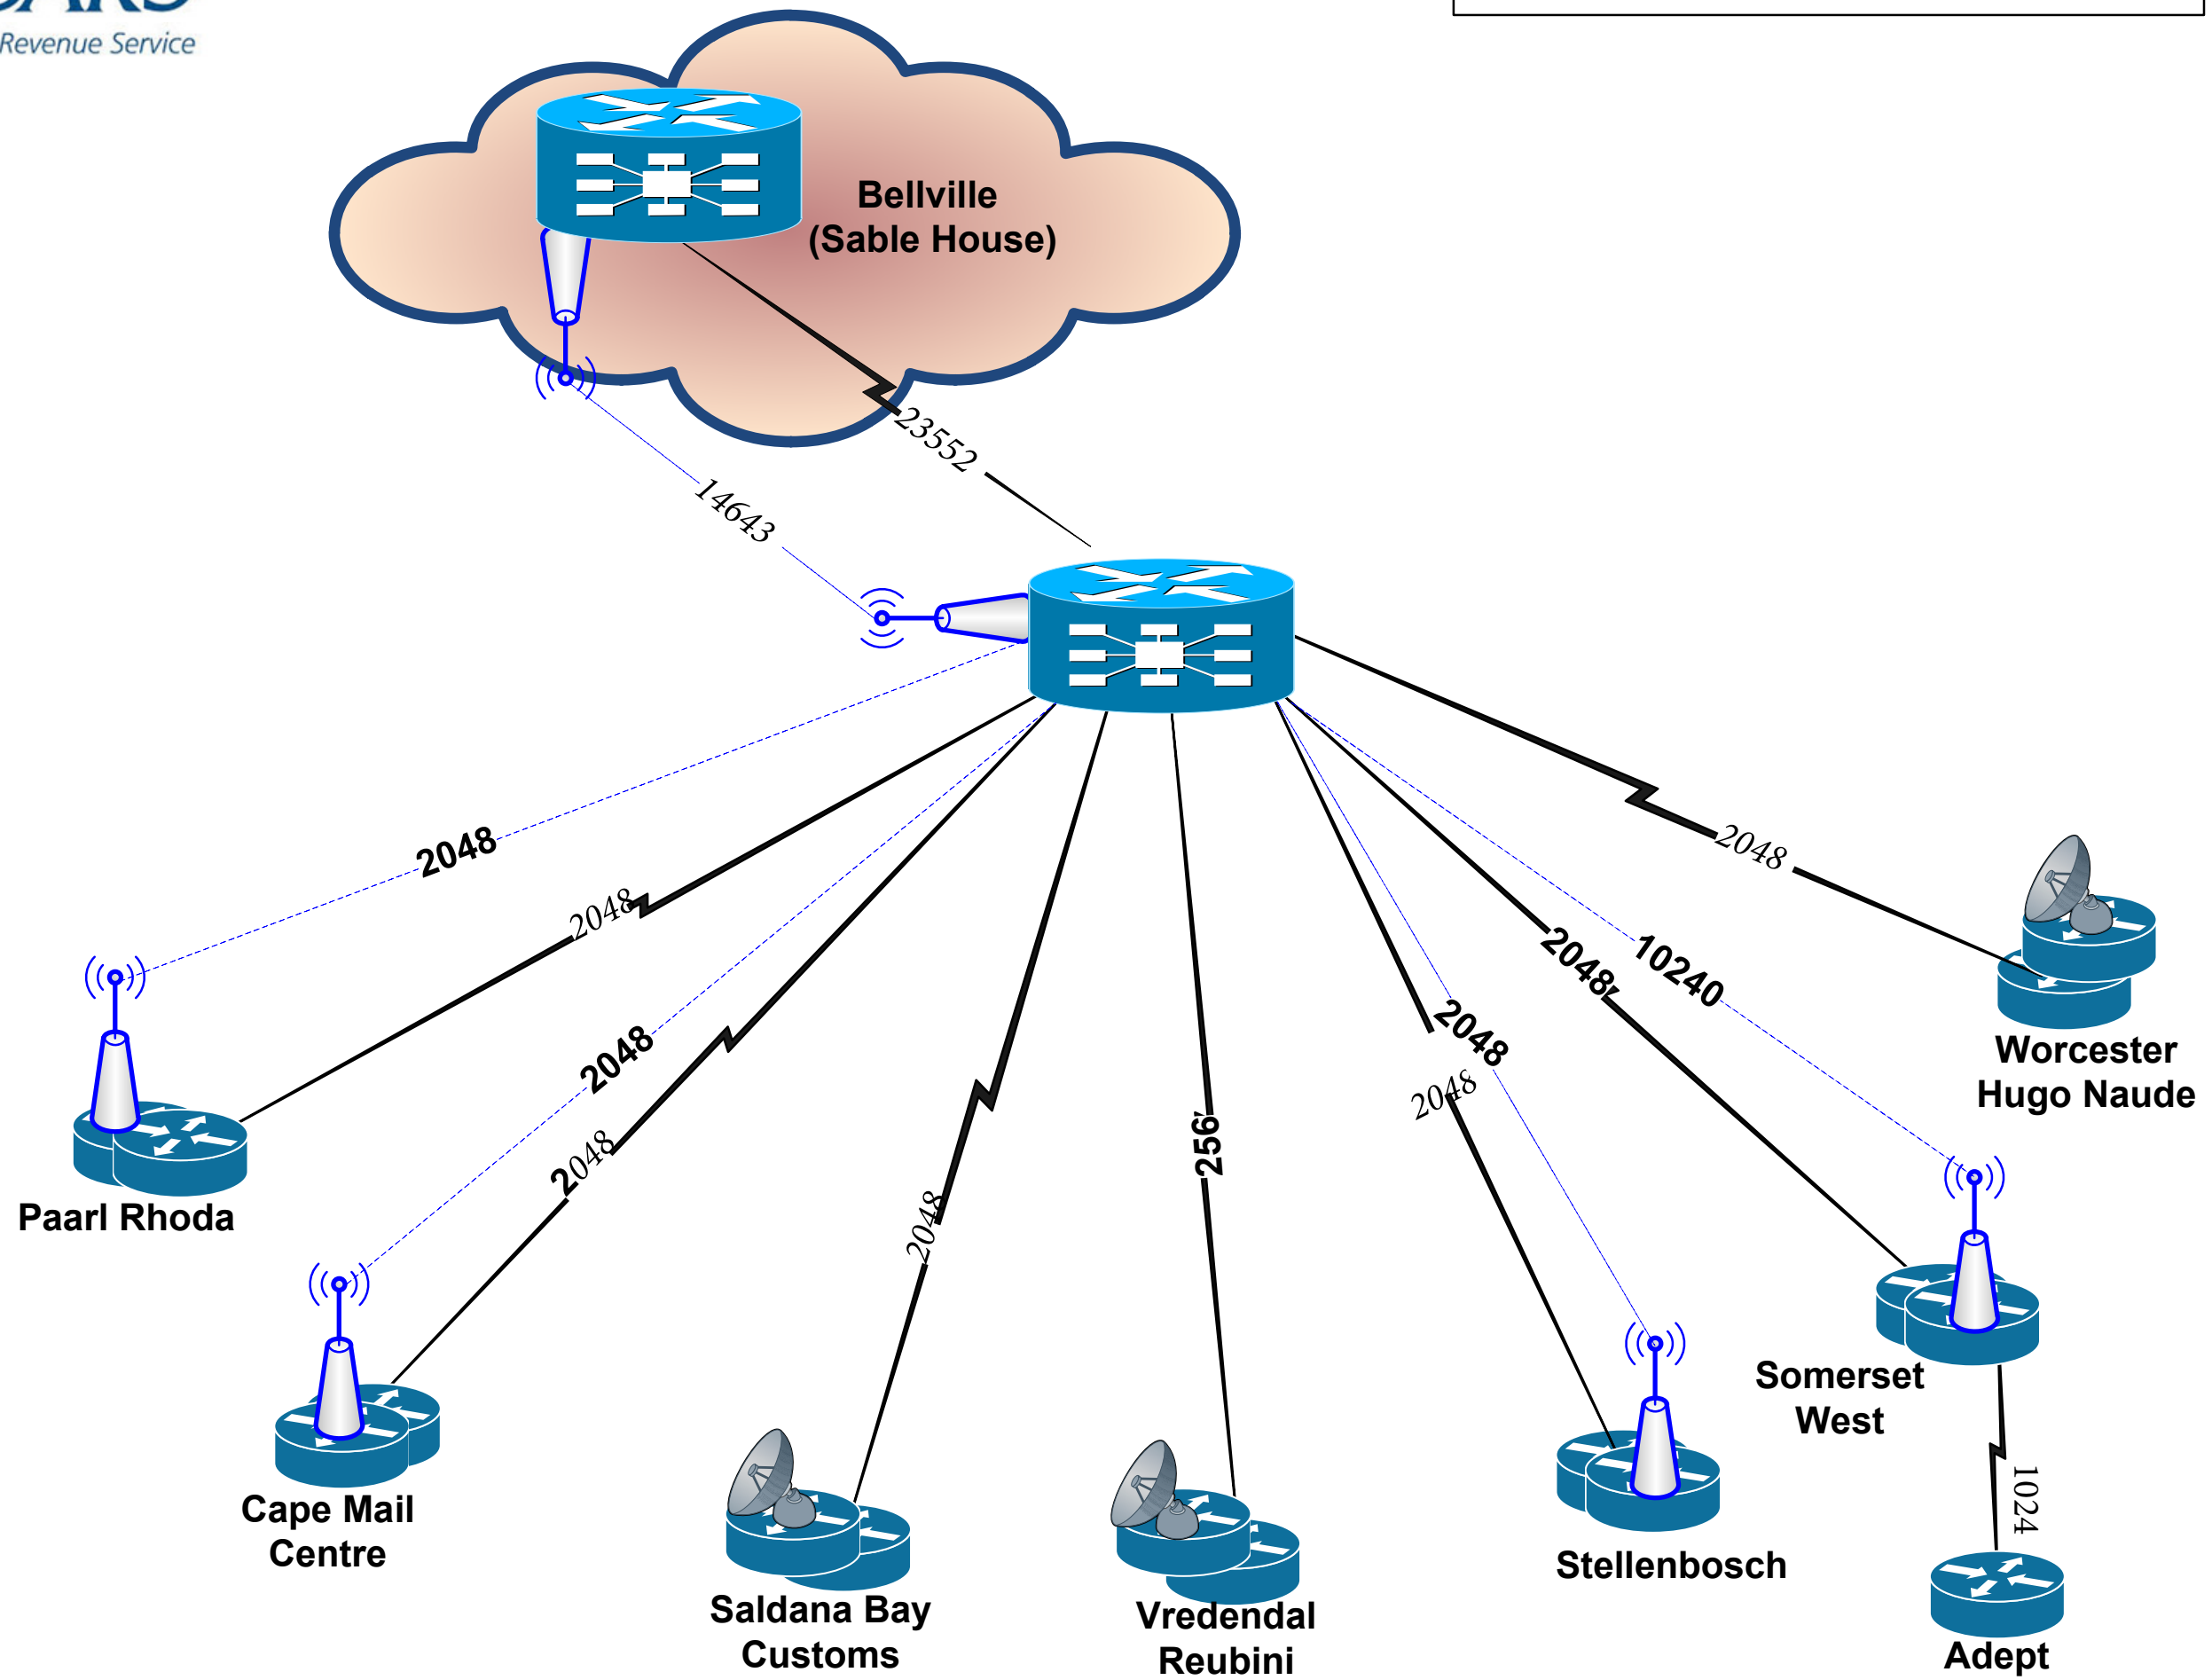 Revenue Service
Bellville
(Sable House)
23552
14643
2048
2048
2048
2048
2048
256
2048
2048
2048
10240
2048
Worcester
Hugo Naude
Paarl Rhoda
Somerset
West
1024
Cape Mail
Centre
Stellenbosch
Saldana Bay
Customs
Vredendal
Reubini
Adept